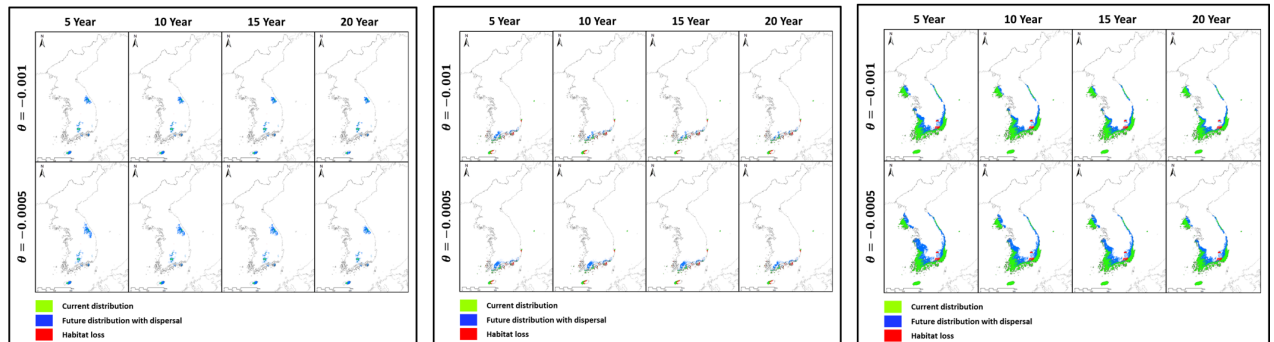 5 Year 10 Year 15 Year 20 Year
N N N N
θ = −0.001
N N N N
θ = −0.0005
Current distribution
Future distribution with dispersal
Habitat loss
5 Year 10 Year 15 Year 20 Year
N N N N
θ = −0.001
N N N N
θ = −0.0005
Current distribution
Future distribution with dispersal
Habitat loss
5 Year 10 Year 15 Year 20 Year
N N N N
θ = −0.001
N N N N
θ = −0.0005
Current distribution
Future distribution with dispersal
Habitat loss